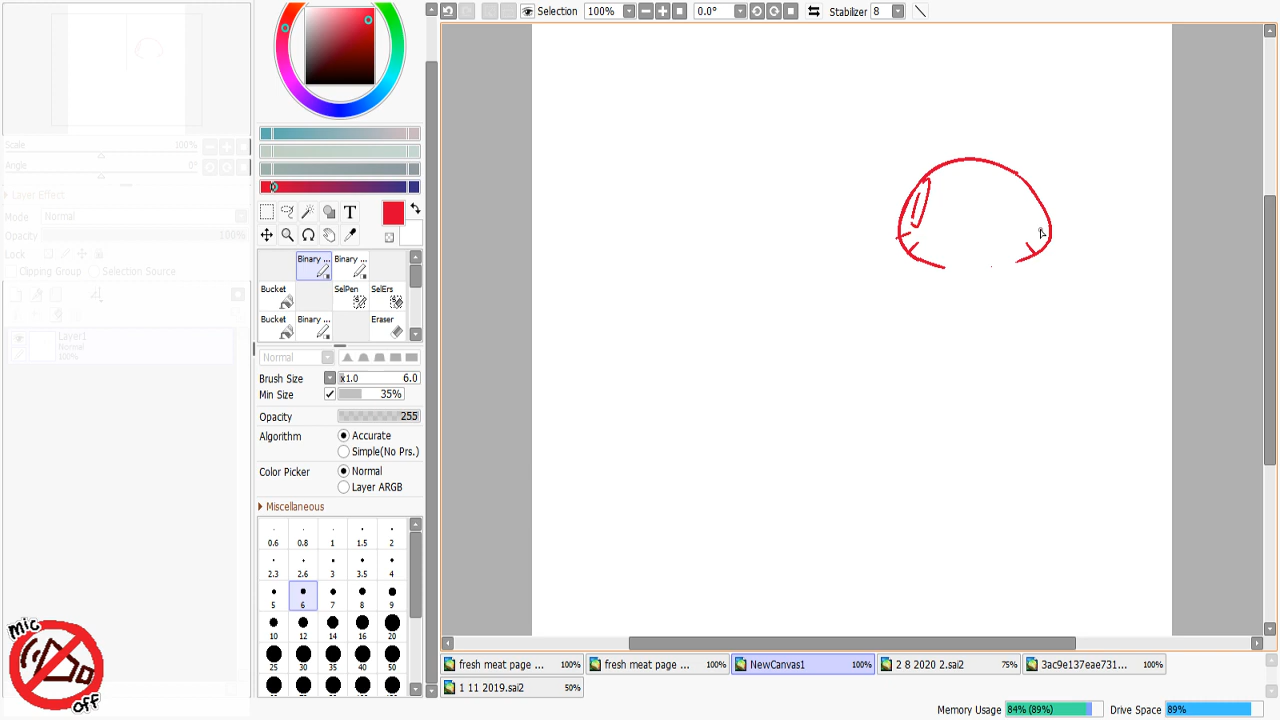 Selection 100% 0.0° Stabilizer 8
Scale 100%
Angle 0°
Layer Effect
Mode Normal
Opacity 100%
Lock
Clipping Group Selection Source
Layer1
Normal
100%
T
Binary ... Binary ...
Bucket SelPen SelErs
Bucket Binary ... Eraser
Normal
Brush Size x1.0 6.0
Min Size 35%
Opacity 255
Algorithm Accurate
Simple(No Prs.)
Color Picker Normal
Layer ARGB
Miscellaneous
0.6 0.8 1 1.5 2
2.3 2.6 3 3.5 4
5 6 7 8 9
10 12 14 16 20
25 30 35 40 50
mic
off
fresh meat page ... 100% fresh meat page ... 100% NewCanvas1 100% 2 8 2020 2.sai2 75% 3ac9e137eae731... 100%
1 11 2019.sai2 50%
Memory Usage 84% (89%) Drive Space 89%